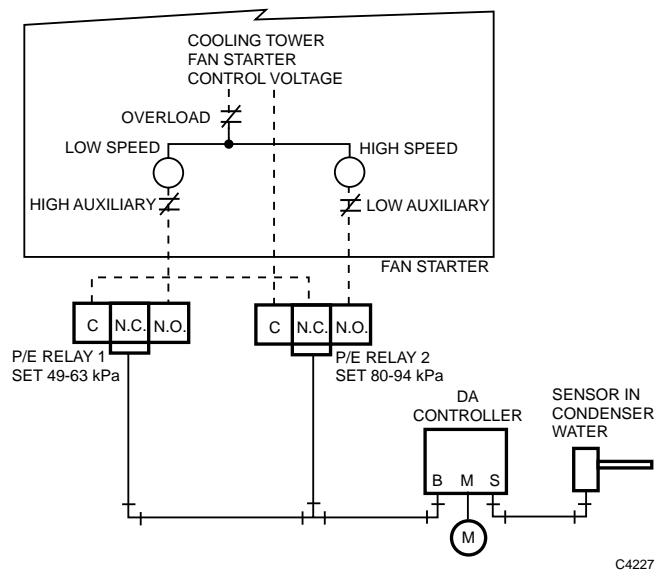 COOLING TOWER
FAN STARTER
CONTROL VOLTAGE
OVERLOAD
LOW SPEED
HIGH SPEED
HIGH AUXILIARY
LOW AUXILIARY
FAN STARTER
C N.C. N.O.
C N.C. N.O.
P/E RELAY 1
SET 49-63 kPa
P/E RELAY 2
SET 80-94 kPa
DA
CONTROLLER
SENSOR IN
CONDENSER
WATER
B M S
M
C4227